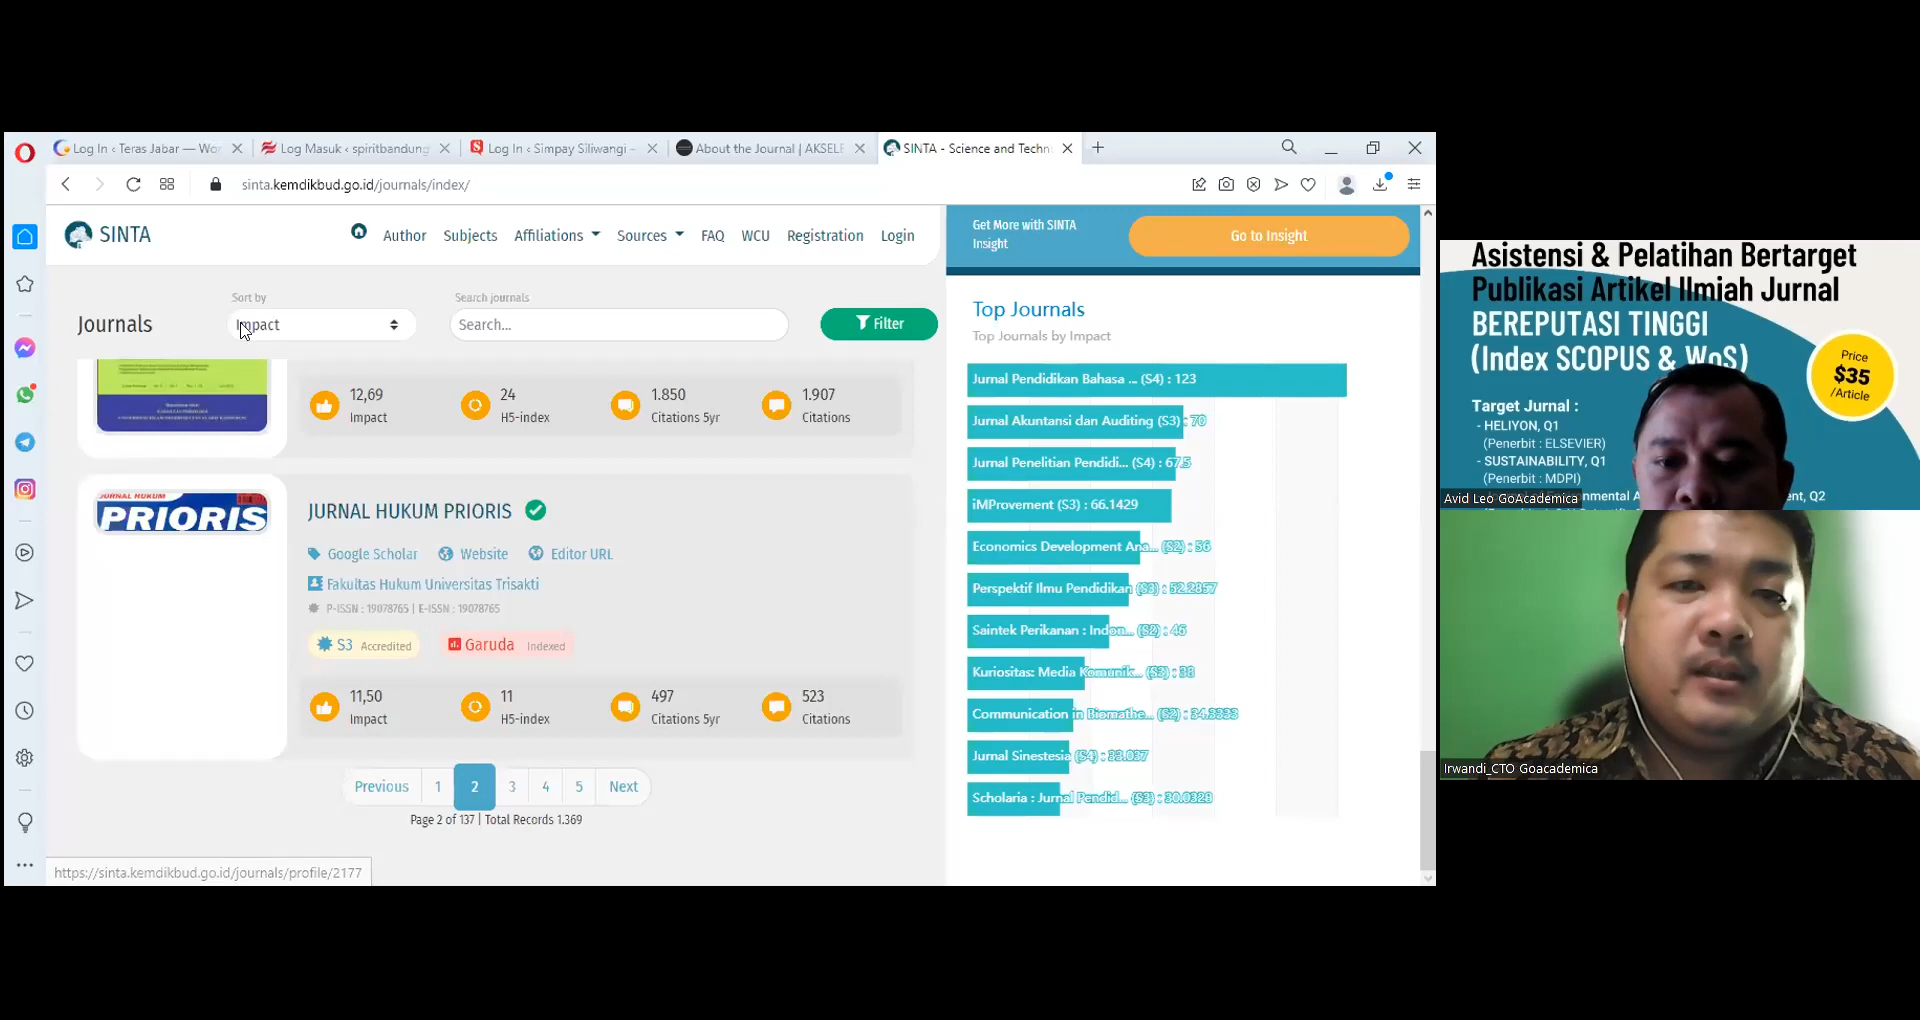 Log In ‹ Teras Jabar — Wor
Log Masuk ‹ spiritbandung
Log In ‹ Simpay Siliwangi –
About the Journal | AKSELE
SINTA - Science and Techn
sinta.kemdikbud.go.id/journals/index/
SINTA
Author
Subjects
Affiliations
Sources
FAQ
WCU
Registration
Login
Get More with SINTA
Insight
Go to Insight
Journals
Sort by
Impact
Search journals
Search...
Filter
12,69
Impact
24
H5-index
1.850
Citations 5yr
1.907
Citations
JURNAL HUKUM
PRIORIS
JURNAL HUKUM PRIORIS
Google Scholar
Website
Editor URL
Fakultas Hukum Universitas Trisakti
P-ISSN : 19078765 | E-ISSN : 19078765
S3 Accredited
Garuda Indexed
11,50
Impact
11
H5-index
497
Citations 5yr
523
Citations
Previous 1 2 3 4 5 Next
Page 2 of 137 | Total Records 1.369
https://sinta.kemdikbud.go.id/journals/profile/2177
Top Journals
Top Journals by Impact
Jurnal Pendidikan Bahasa ... (S4) : 123
Jurnal Akuntansi dan Auditing (S3) : 70
Jurnal Penelitian Pendidi... (S4) : 67.5
iMProvement (S3) : 66.1429
Economics Development Ana... (S2) : 56
Perspektif Ilmu Pendidikan (S3) : 52.2857
Saintek Perikanan : Indon... (S2) : 46
Kuriositas: Media Komunik... (S3) : 38
Communication in Biomathe... (S2) : 34.3333
Jurnal Sinestesia (S4) : 33.037
Scholaria : Jurnal Pendid... (S3) : 30.0328
Asistensi & Pelatihan Bertarget
Publikasi Artikel Ilmiah Jurnal
BEREPUTASI TINGGI
(Index SCOPUS & WoS)
Price
$35
/Article
Target Jurnal :
- HELIYON, Q1
(Penerbit : ELSEVIER)
- SUSTAINABILITY, Q1
(Penerbit : MDPI)
nvironmental A
ent, Q2
Avid Leo GoAcademica
Irwandi_CTO Goacademica